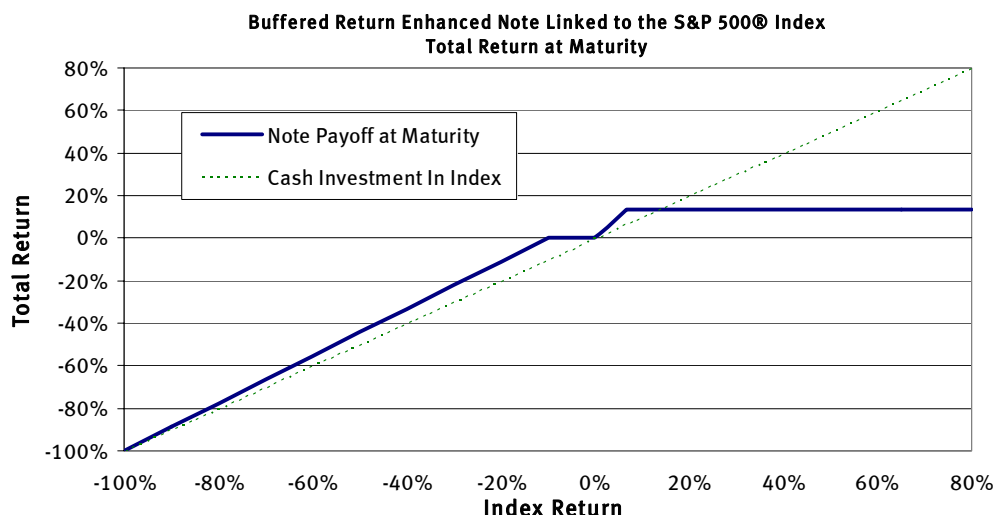 Buffered Return Enhanced Note Linked to the S&P 500® Index
Total Return at Maturity
80%
60%
40%
20%
0%
-20%
-40%
-60%
-80%
-100%
Total Return
Note Payoff at Maturity
Cash Investment In Index
-100% -80% -60% -40% -20% 0% 20% 40% 60% 80%
Index Return